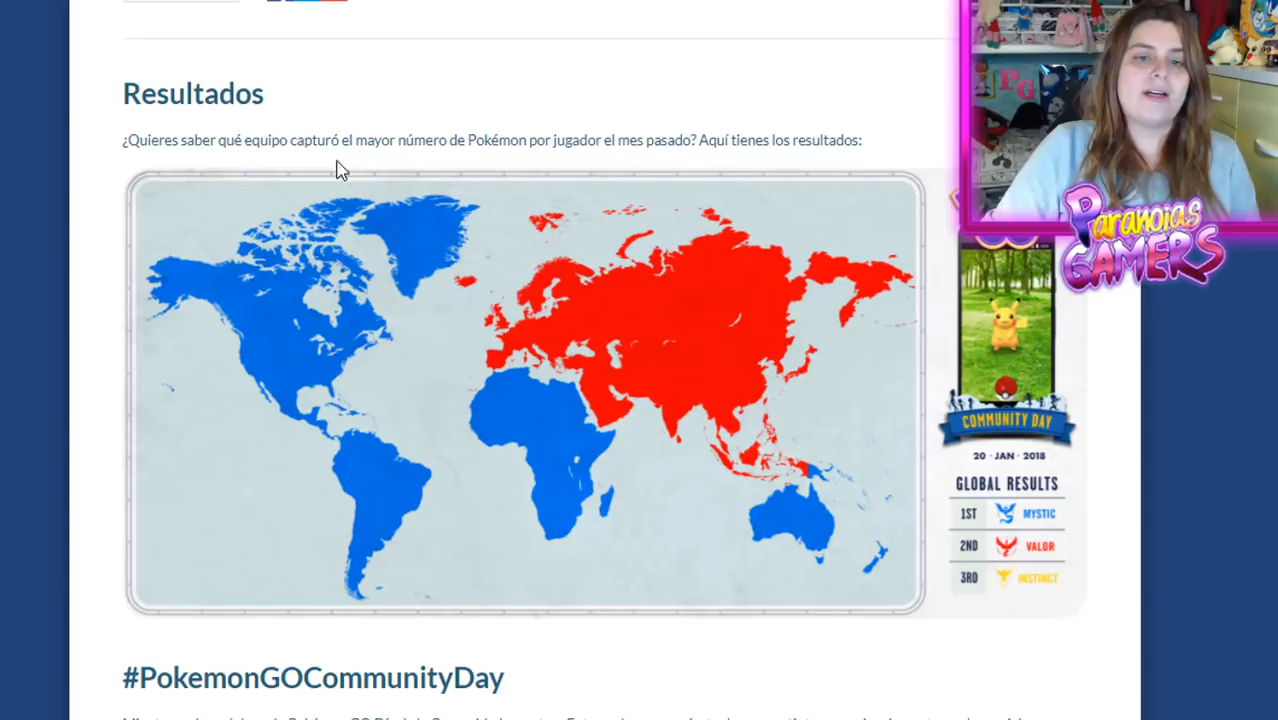 Resultados
¿Quieres saber qué equipo capturó el mayor número de Pokémon por jugador el mes pasado? Aquí tienes los resultados:
PG
Paranoias
GAMERS
COMMUNITY DAY
20 · JAN · 2018
GLOBAL RESULTS
1ST MYSTIC
2ND VALOR
3RD INSTINCT
#PokemonGOCommunityDay